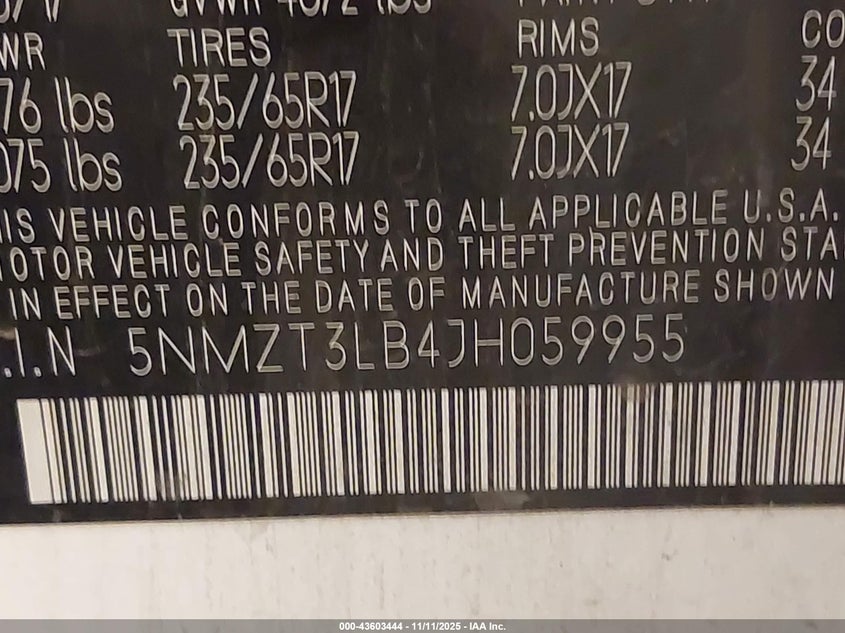 GVWR 4872 lbs
WR TIRES RIMS CO
76 lbs 235/65R17 7.0JX17 34
075 lbs 235/65R17 7.0JX17 34
IS VEHICLE CONFORMS TO ALL APPLICABLE U.S.A.
OTOR VEHICLE SAFETY AND THEFT PREVENTION STA
IN EFFECT ON THE DATE OF MANUFACTURE SHOWN
.I.N 5NMZT3LB4JH059955
000-43603444 - 11/11/2025 - IAA Inc.